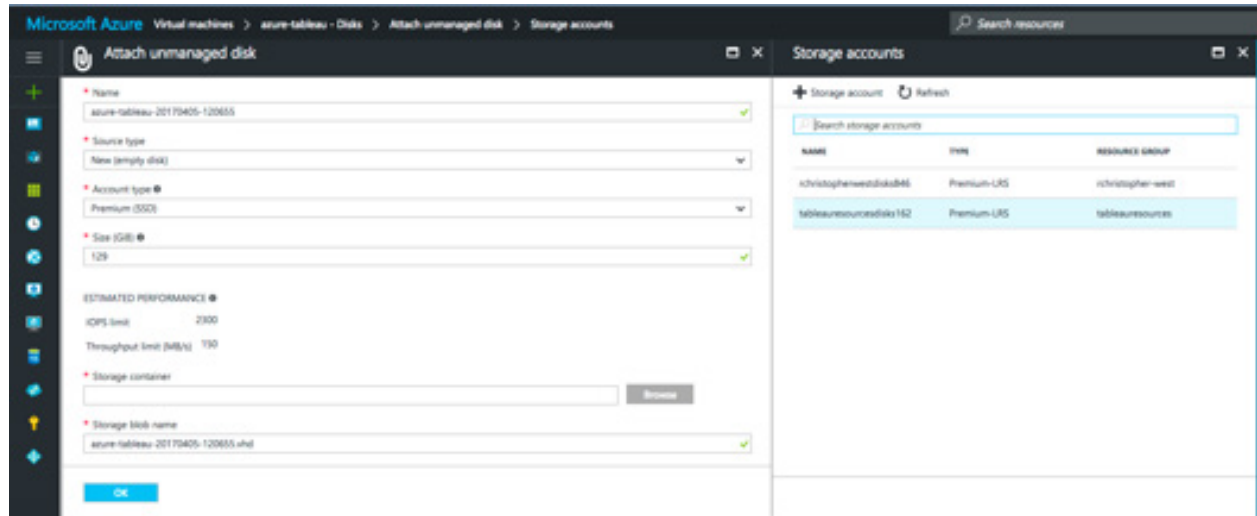 Microsoft Azure Virtual machines > azure-tableau - Disks > Attach unmanaged disk > Storage accounts
Search resources
Attach unmanaged disk
* Name
azure-tableau-20170405-120655
* Source type
New (empty disk)
* Account type
Premium (SSD)
* Size (GiB)
129
ESTIMATED PERFORMANCE
IOPS limit 2300
Throughput limit (MB/s) 150
* Storage container
Browse
* Storage blob name
azure-tableau-20170405-120655.vhd
OK
Storage accounts
Storage account Refresh
Search storage accounts
NAME TYPE RESOURCE GROUP
rchristopherwestdisks846 Premium-LRS rchristopher-west
tableauresourcesdisks162 Premium-LRS tableauresources